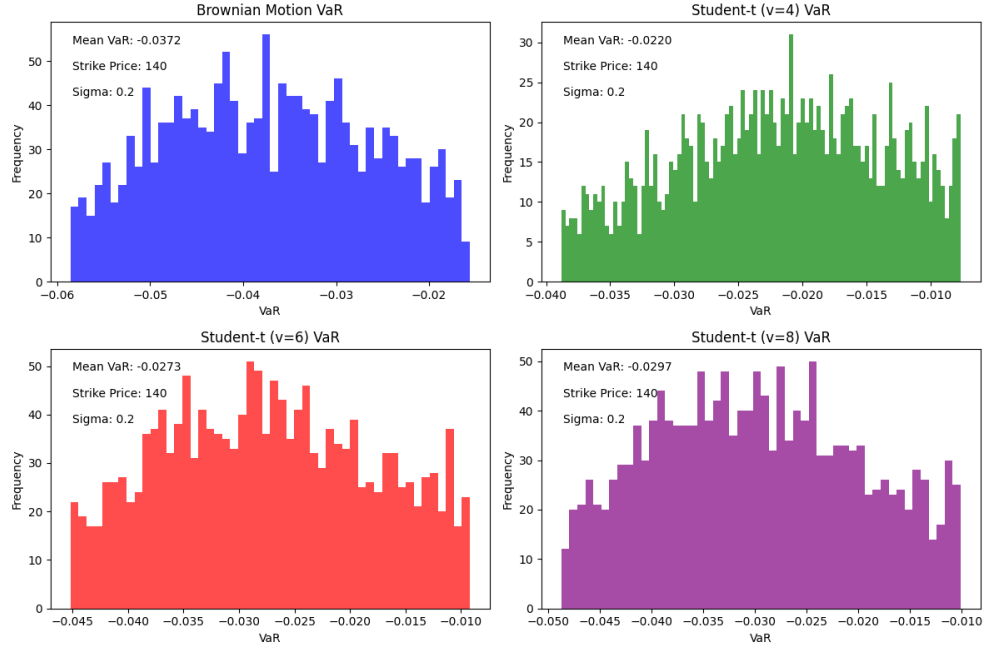 Brownian Motion VaR
Mean VaR: -0.0372
Strike Price: 140
Sigma: 0.2
Frequency
50
40
30
20
10
0
−0.06 −0.05 −0.04 −0.03 −0.02
VaR
Student-t (v=4) VaR
Mean VaR: -0.0220
Strike Price: 140
Sigma: 0.2
Frequency
30
25
20
15
10
5
0
−0.040 −0.035 −0.030 −0.025 −0.020 −0.015 −0.010
VaR
Student-t (v=6) VaR
Mean VaR: -0.0273
Strike Price: 140
Sigma: 0.2
Frequency
50
40
30
20
10
0
−0.045 −0.040 −0.035 −0.030 −0.025 −0.020 −0.015 −0.010
VaR
Student-t (v=8) VaR
Mean VaR: -0.0297
Strike Price: 140
Sigma: 0.2
Frequency
50
40
30
20
10
0
−0.050 −0.045 −0.040 −0.035 −0.030 −0.025 −0.020 −0.015 −0.010
VaR